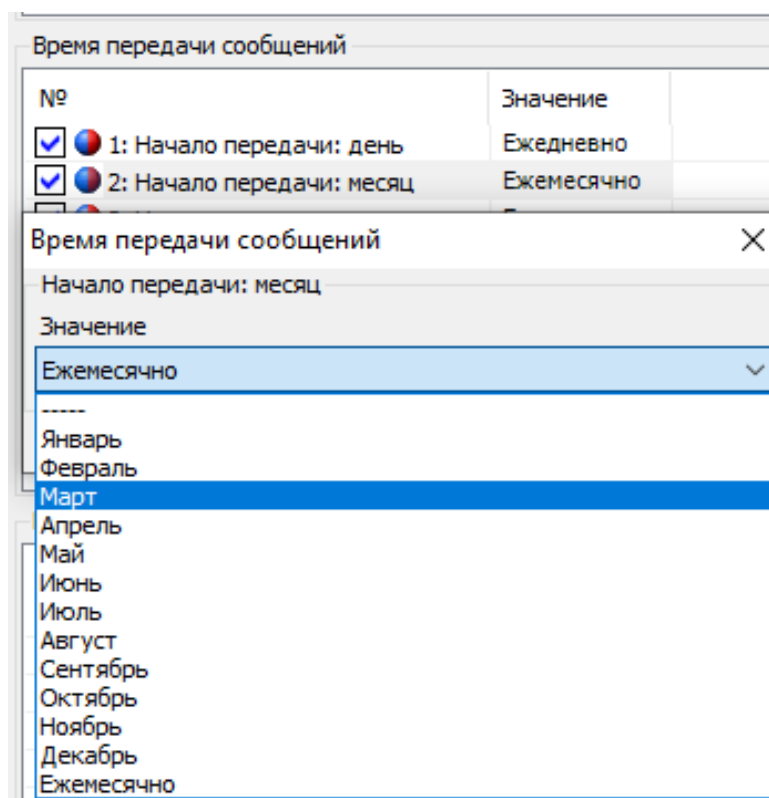 Время передачи сообщений
№ Значение
1: Начало передачи: день Ежедневно
2: Начало передачи: месяц Ежемесячно
Время передачи сообщений
Начало передачи: месяц
Значение
Ежемесячно
-----
Январь
Февраль
Март
Апрель
Май
Июнь
Июль
Август
Сентябрь
Октябрь
Ноябрь
Декабрь
Ежемесячно